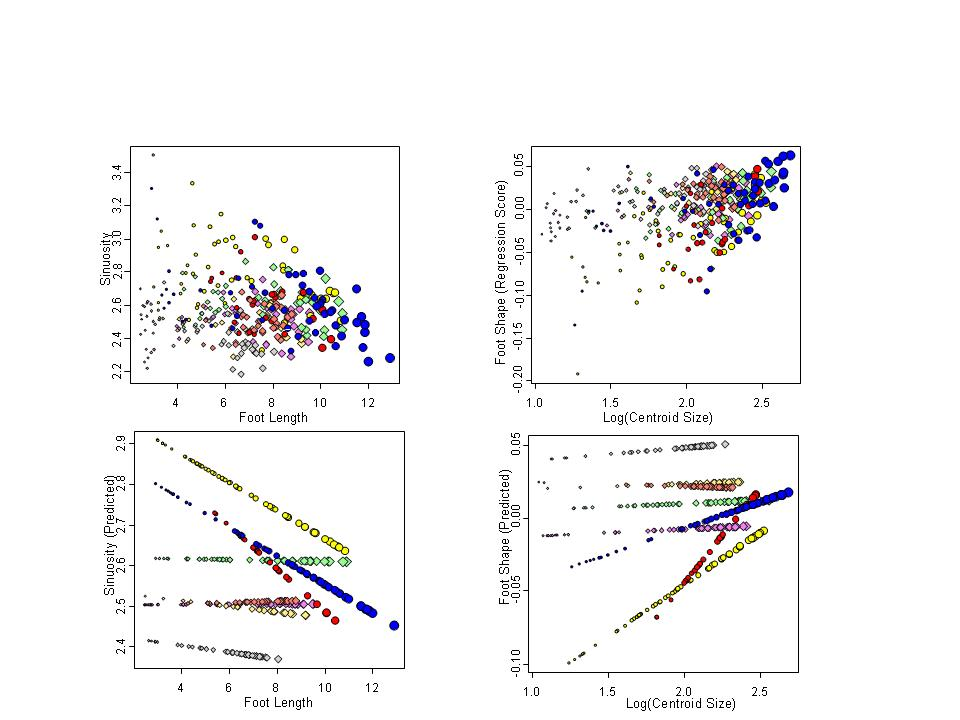 Sinuosity
2.2 2.4 2.6 2.8 3.0 3.2 3.4
4 6 8 10 12
Foot Length
Foot Shape (Regression Score)
-0.20 -0.15 -0.10 -0.05 0.00 0.05
1.0 1.5 2.0 2.5
Log(Centroid Size)
Sinuosity (Predicted)
2.4 2.5 2.6 2.7 2.8 2.9
4 6 8 10 12
Foot Length
Foot Shape (Predicted)
-0.10 -0.05 0.00 0.05
1.0 1.5 2.0 2.5
Log(Centroid Size)